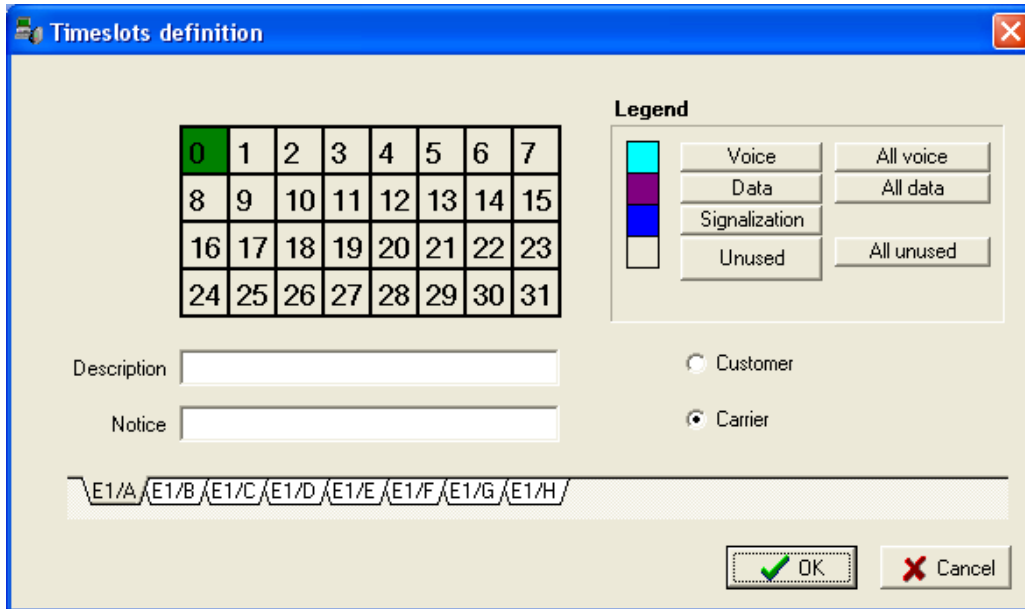 Timeslots definition
Legend
0 1 2 3 4 5 6 7
8 9 10 11 12 13 14 15
16 17 18 19 20 21 22 23
24 25 26 27 28 29 30 31
Voice All voice
Data All data
Signalization
Unused All unused
Description
Customer
Notice
Carrier
E1/A E1/B E1/C E1/D E1/E E1/F E1/G E1/H
OK Cancel